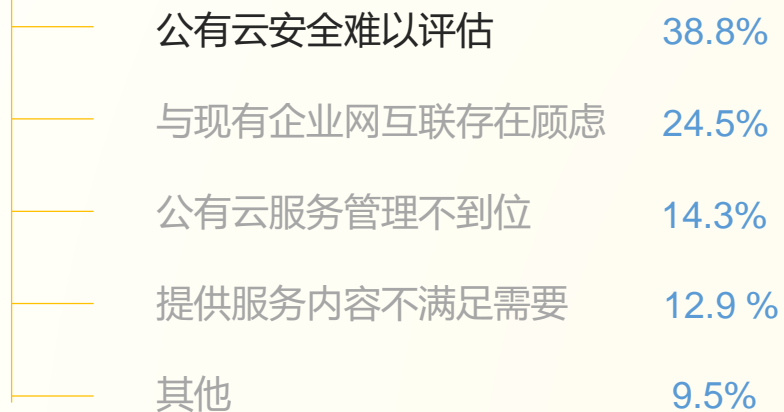 公有云安全难以评估 38.8%
与现有企业网互联存在顾虑 24.5%
公有云服务管理不到位 14.3%
提供服务内容不满足需要 12.9 %
其他 9.5%